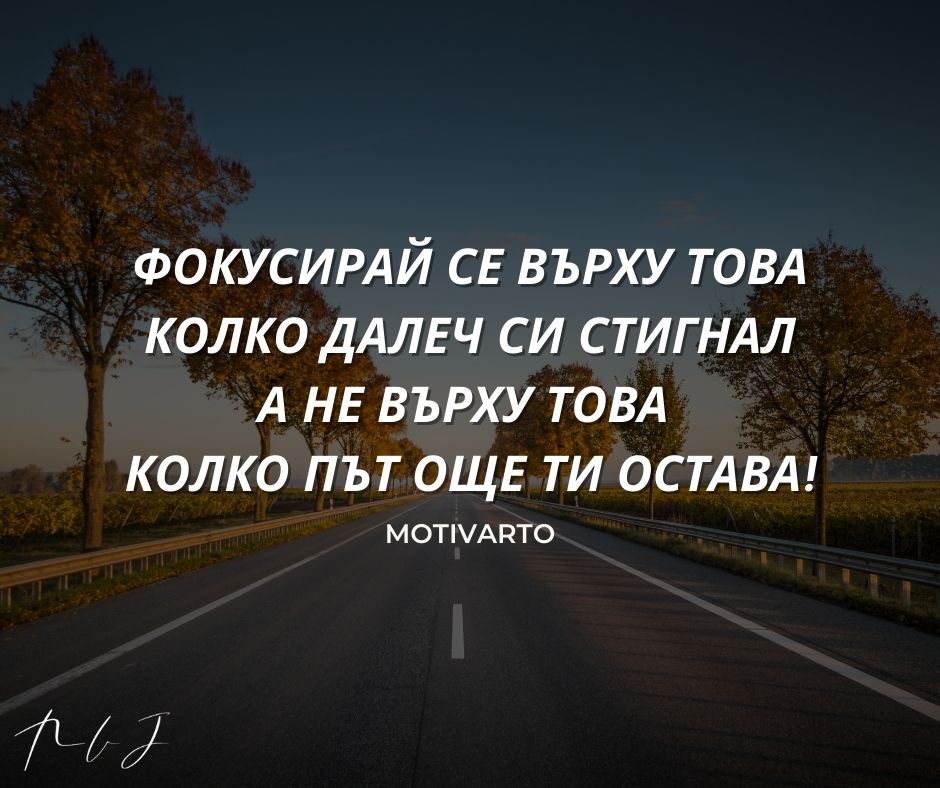 ФОКУСИРАЙ СЕ ВЪРХУ ТОВА
КОЛКО ДАЛЕЧ СИ СТИГНАЛ
А НЕ ВЪРХУ ТОВА
КОЛКО ПЪТ ОЩЕ ТИ ОСТАВА!
MOTIVARTO